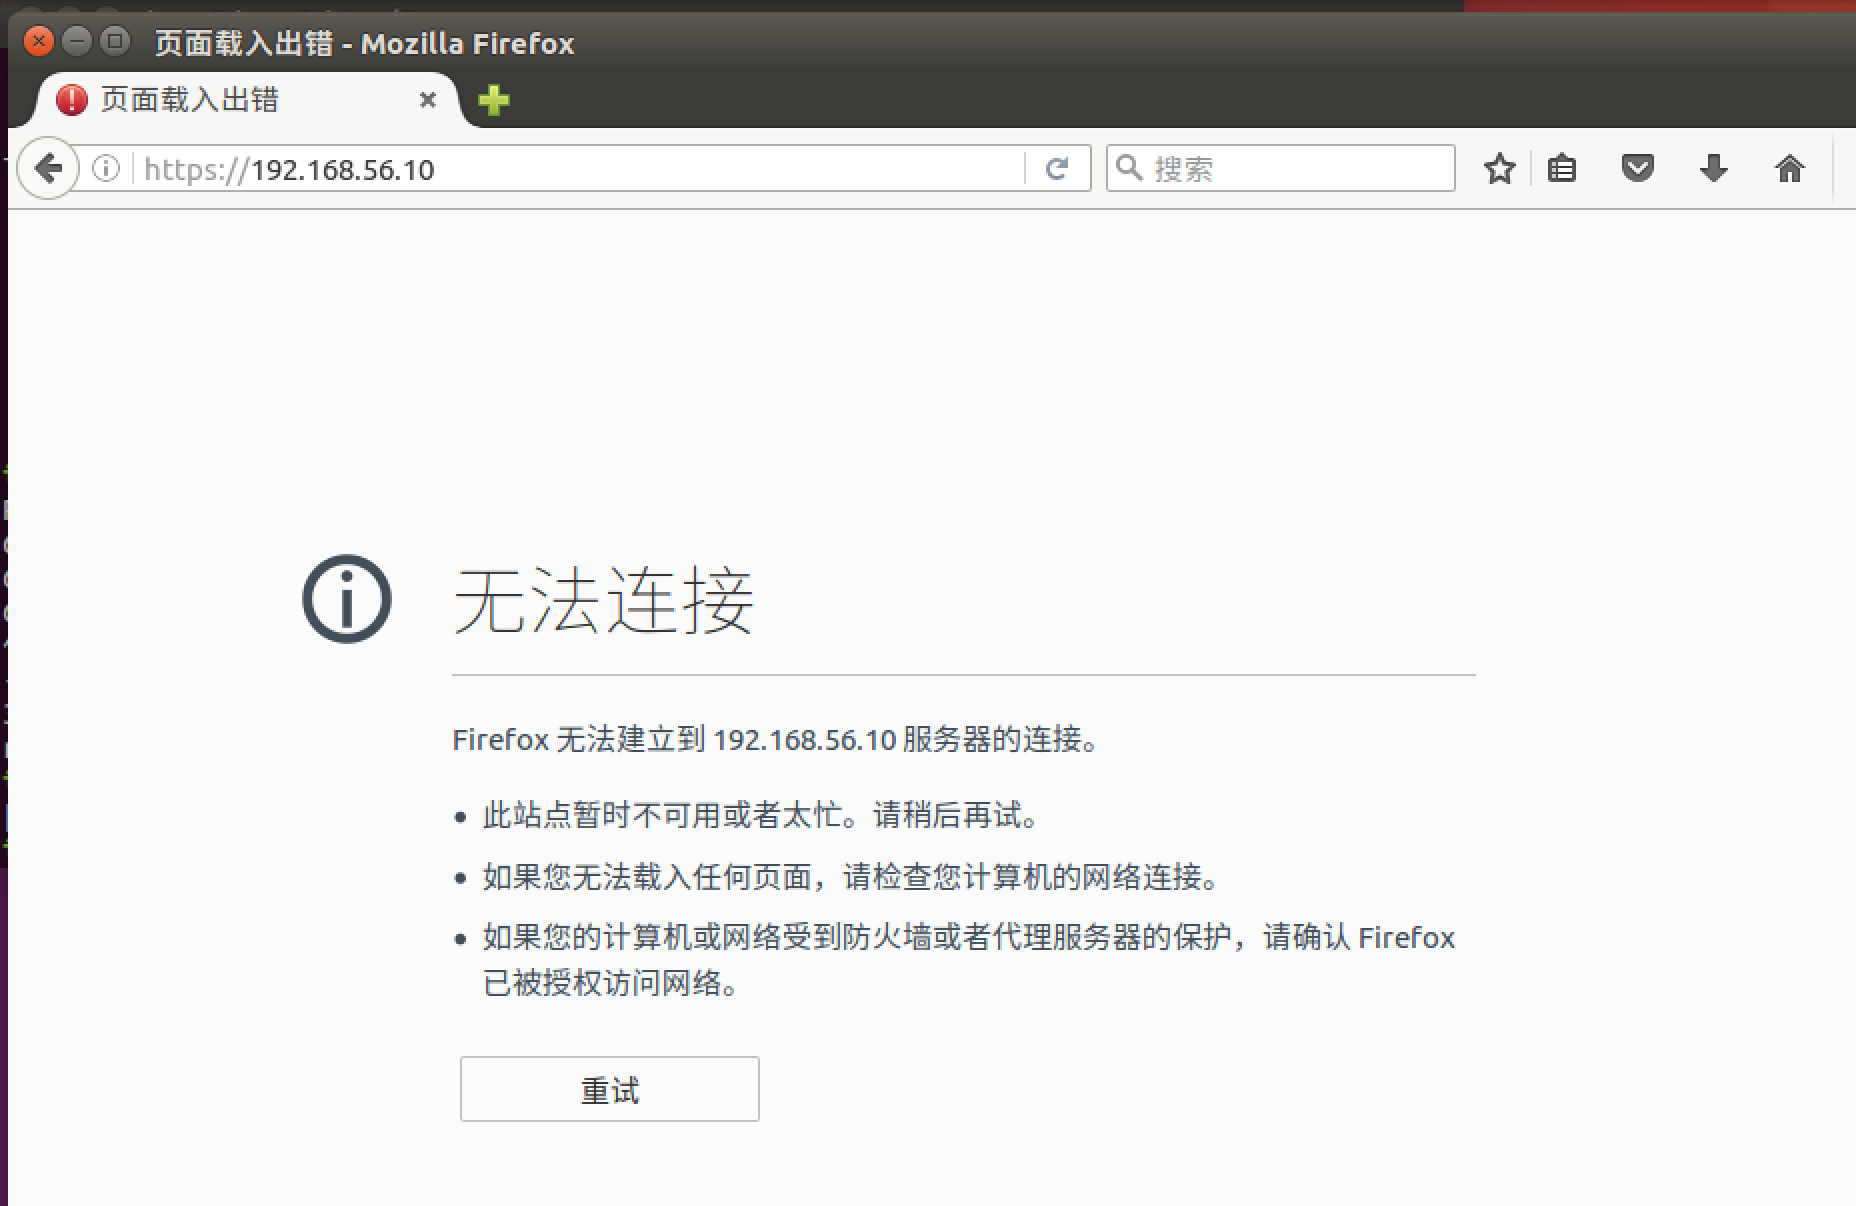 页面载入出错 - Mozilla Firefox
页面载入出错
https://192.168.56.10
搜索
无法连接
Firefox 无法建立到 192.168.56.10 服务器的连接。
此站点暂时不可用或者太忙。请稍后再试。
如果您无法载入任何页面，请检查您计算机的网络连接。
如果您的计算机或网络受到防火墙或者代理服务器的保护，请确认 Firefox
已被授权访问网络。
重试